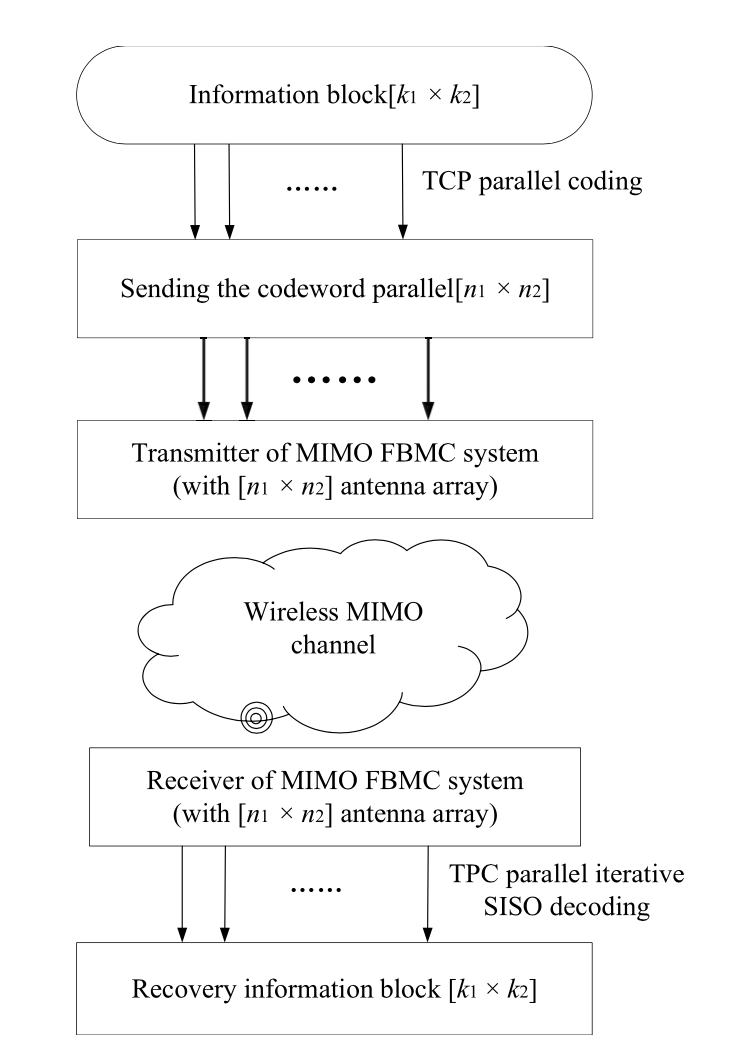 Information block[k1 × k2]
...... TCP parallel coding
Sending the codeword parallel[n1 × n2]
......
Transmitter of MIMO FBMC system
(with [n1 × n2] antenna array)
Wireless MIMO
channel
Receiver of MIMO FBMC system
(with [n1 × n2] antenna array)
...... TPC parallel iterative
SISO decoding
Recovery information block [k1 × k2]